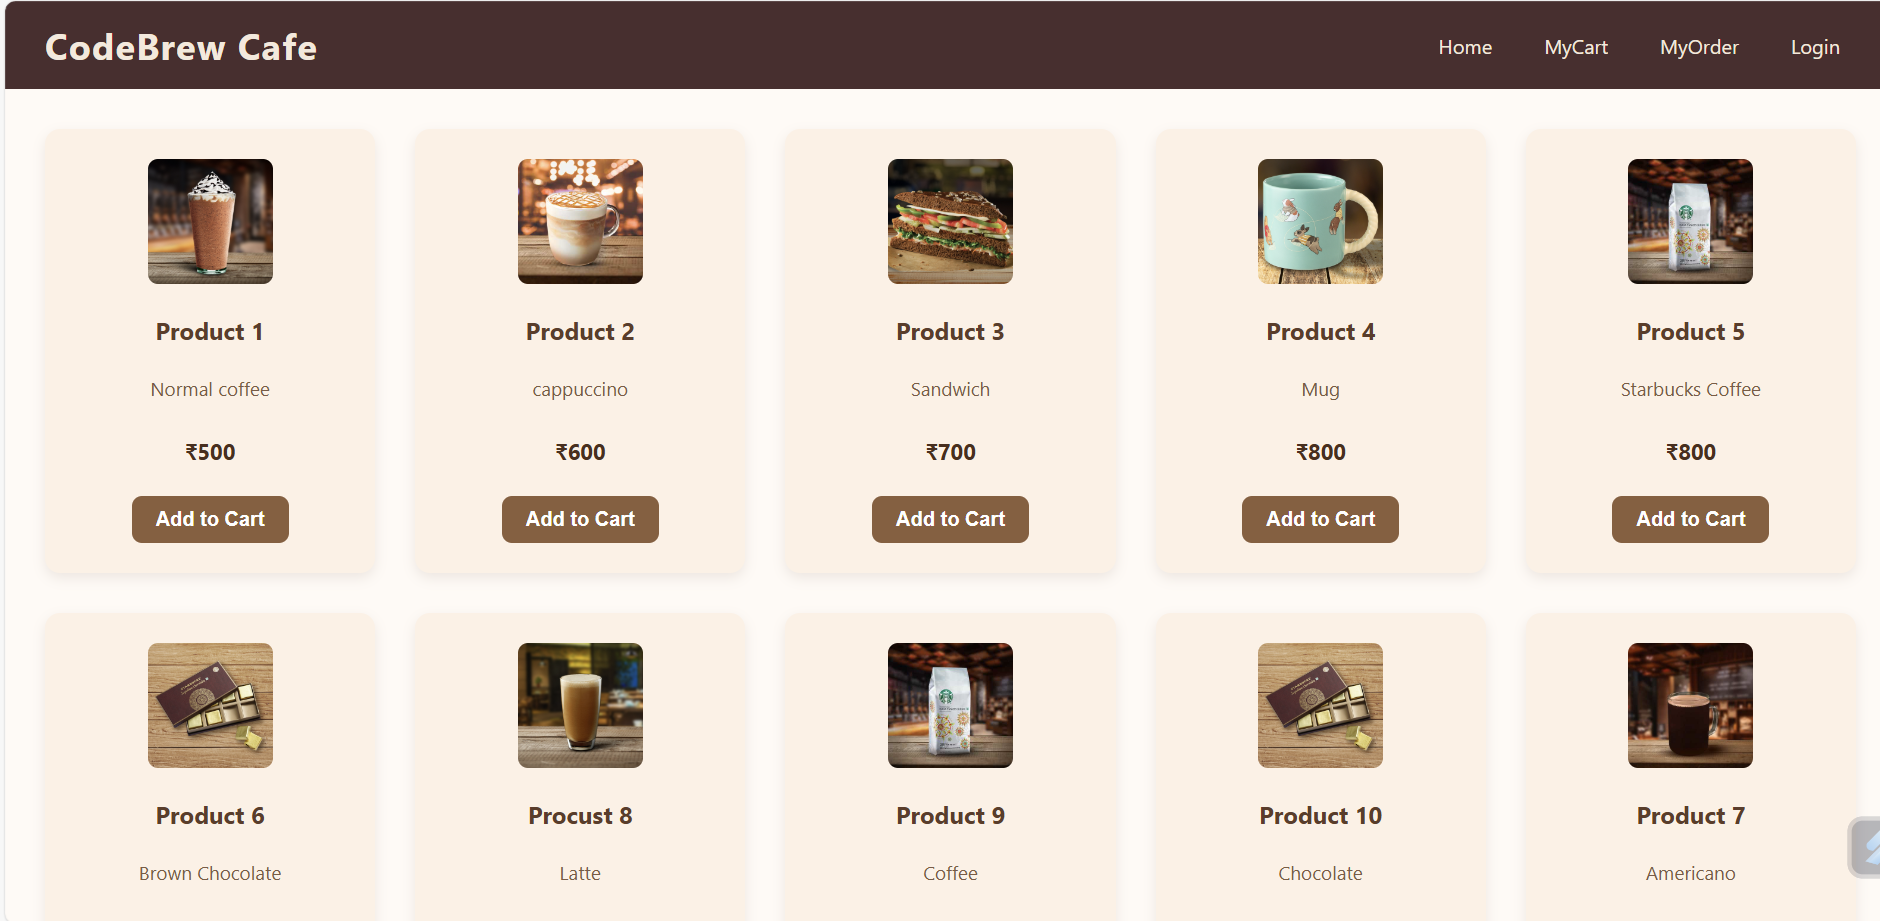 CodeBrew Cafe
Home MyCart MyOrder Login
Product 1 Product 2 Product 3 Product 4 Product 5
Normal coffee cappuccino Sandwich Mug Starbucks Coffee
₹500 ₹600 ₹700 ₹800 ₹800
Add to Cart Add to Cart Add to Cart Add to Cart Add to Cart
Product 6 Procust 8 Product 9 Product 10 Product 7
Brown Chocolate Latte Coffee Chocolate Americano